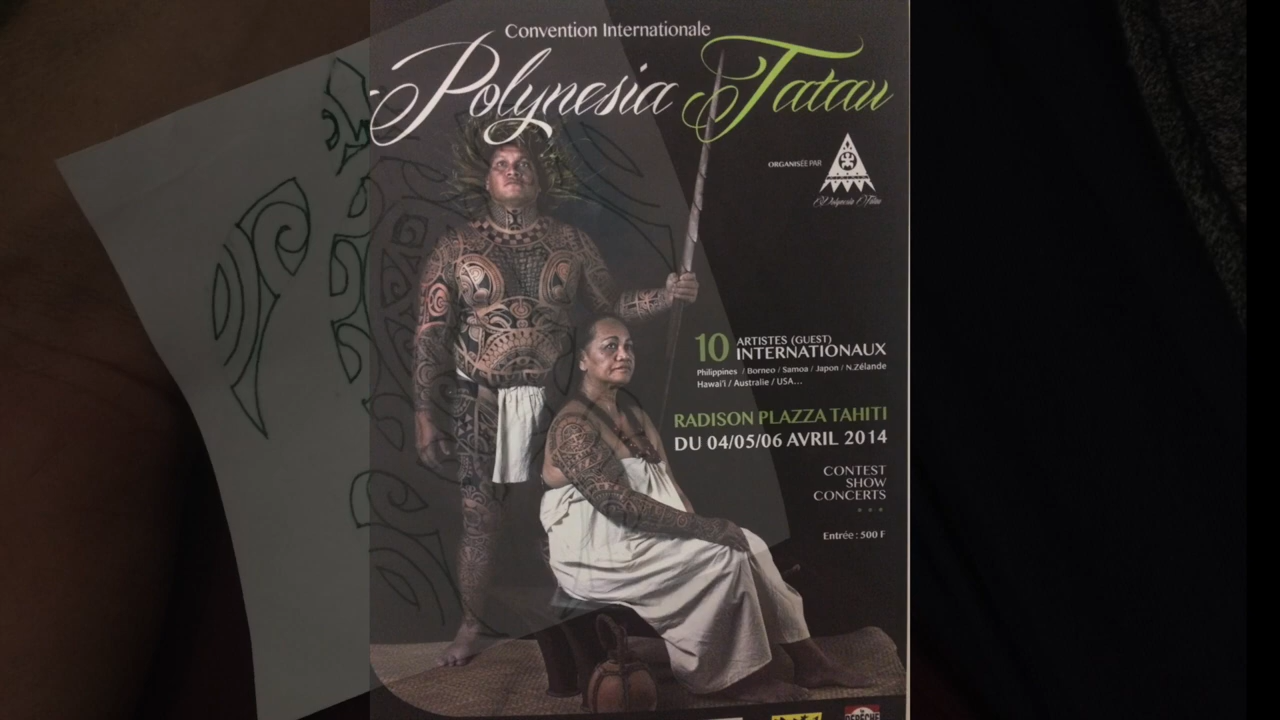 Convention Internationale
Polynesia Tatau
ORGANISÉE PAR
Polynesia Tatau
10 ARTISTES (GUEST)
INTERNATIONAUX
Philippines / Borneo / Samoa / Japon / N.Zélande
Hawai'i / Australie / USA...
RADISON PLAZZA TAHITI
DU 04/05/06 AVRIL 2014
CONTEST
SHOW
CONCERTS
Entrée : 500 F
DÉPÊCHE